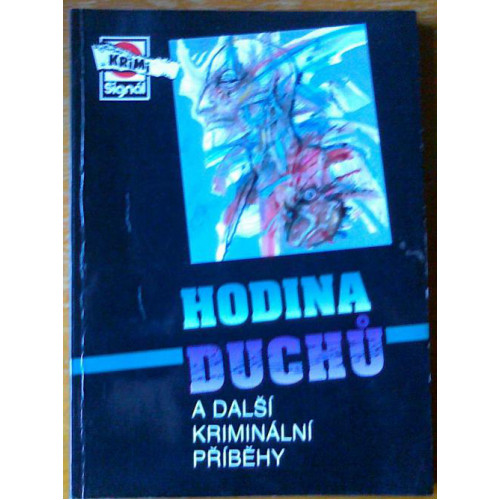 KRIMI
Signál
HODINA
DUCHŮ
A DALŠÍ
KRIMINÁLNÍ
PŘÍBĚHY